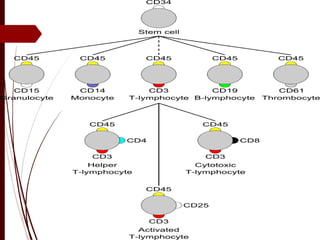 CD34
Stem cell
CD45 CD45 CD45 CD45 CD45
CD15 CD14 CD3 CD19 CD61
Granulocyte Monocyte T-lymphocyte B-lymphocyte Thrombocyte
CD45 CD45
CD4 CD8
CD3 CD3
Helper Cytotoxic
T-lymphocyte T-lymphocyte
CD45
CD25
CD3
Activated
T-lymphocyte